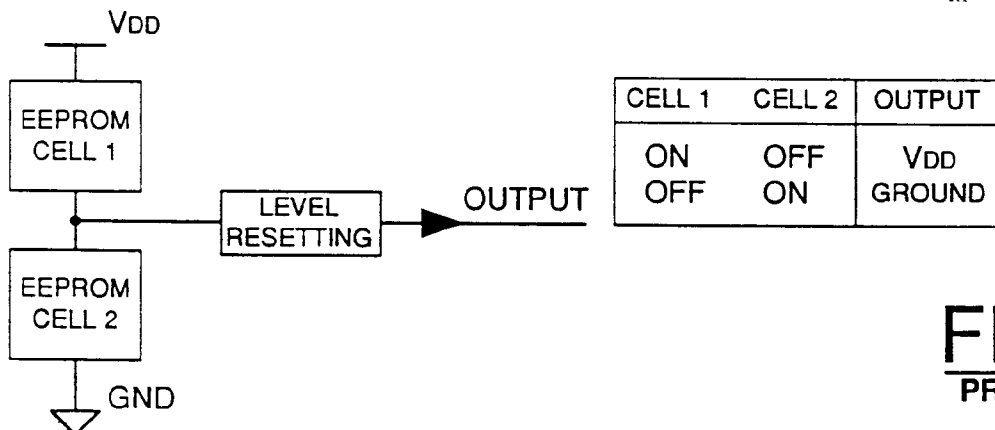 VDD
EEPROM
CELL 1
LEVEL
RESETTING
OUTPUT
EEPROM
CELL 2
GND
CELL 1 CELL 2 OUTPUT
ON OFF VDD
OFF ON GROUND